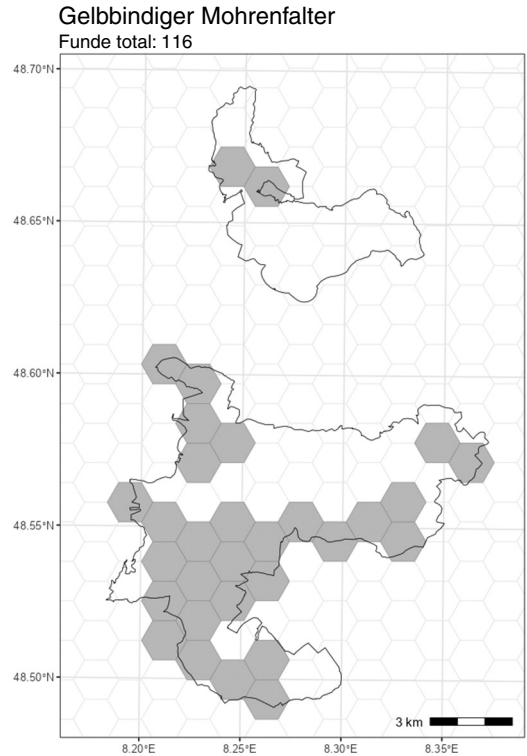 Gelbbindiger Mohrenfalter
Funde total: 116
48.70°N
48.65°N
48.60°N
48.55°N
48.50°N
3 km
8.20°E 8.25°E 8.30°E 8.35°E